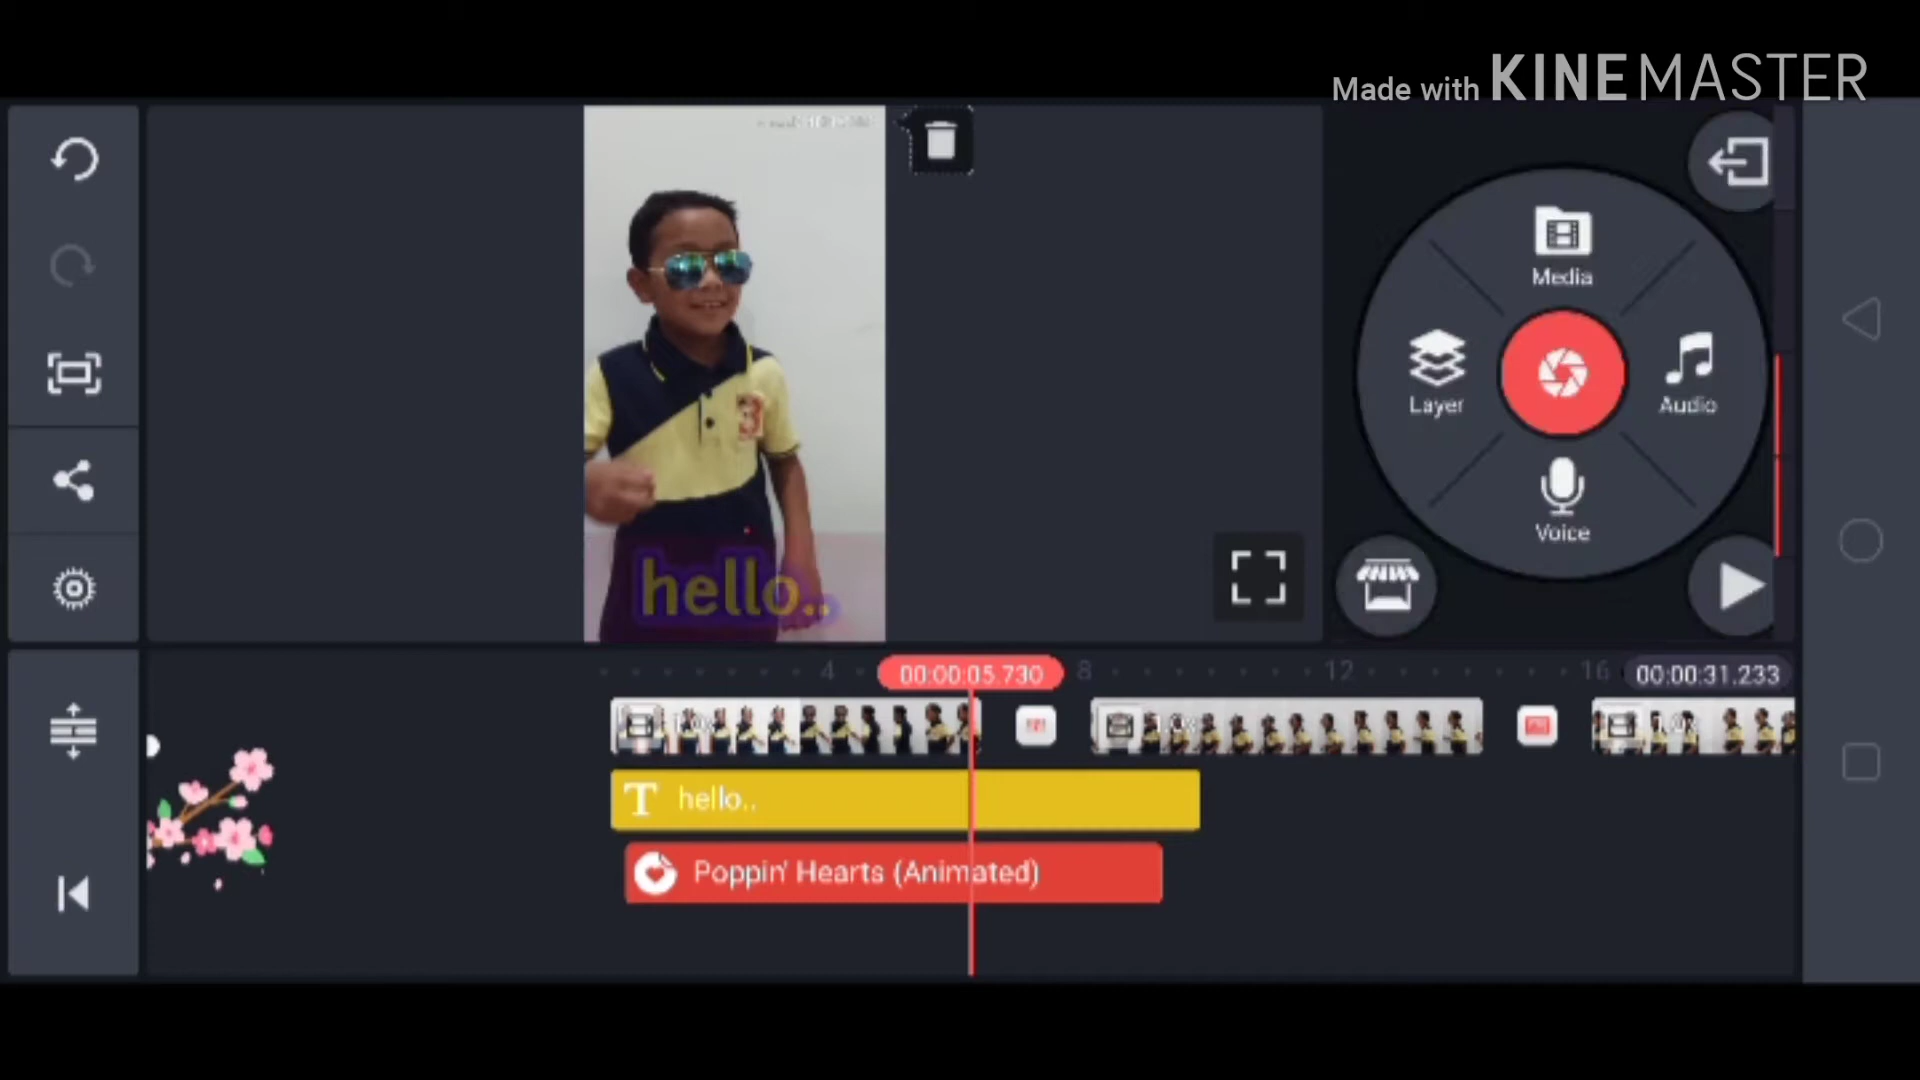 Made with KINEMASTER
Media
Layer
Audio
Voice
hello..
4
00:00:05.730
8
12
16
00:00:31.233
T hello..
Poppin' Hearts (Animated)